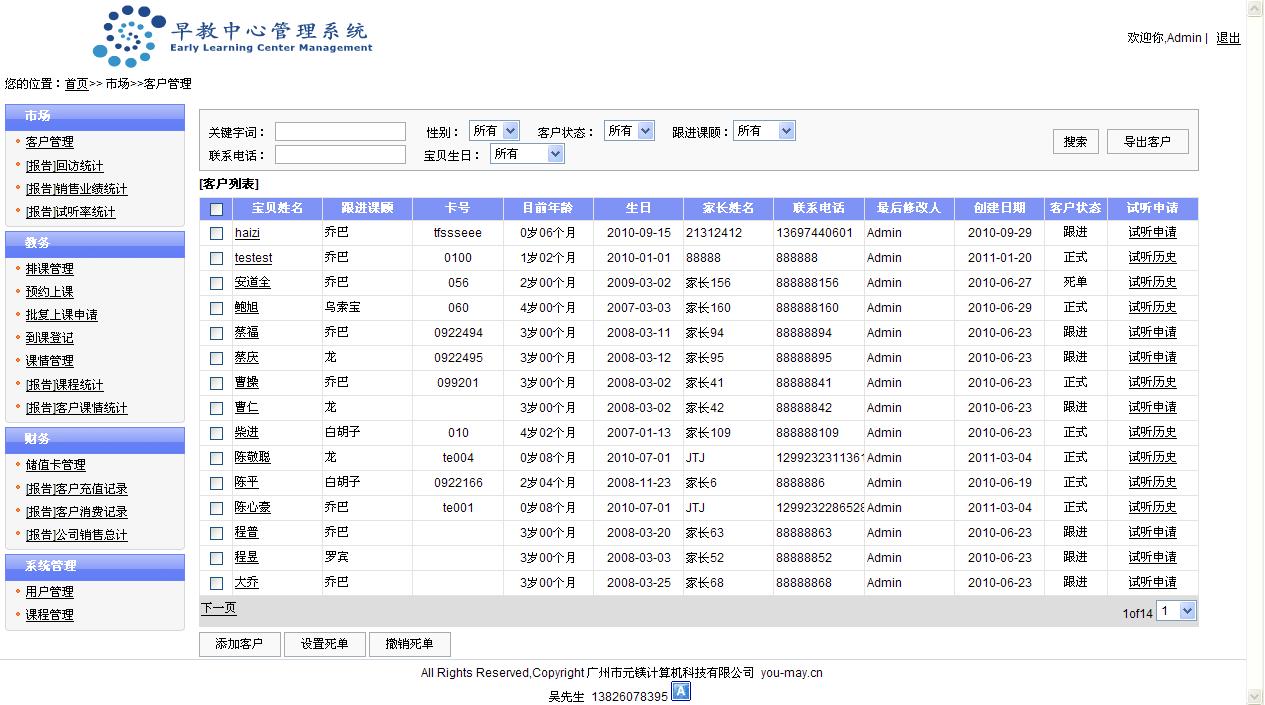 早教中心管理系统
Early Learning Center Management
欢迎你,Admin | 退出
您的位置：首页>> 市场>>客户管理
市场
客户管理
[报告]回访统计
[报告]销售业绩统计
[报告]试听率统计
教务
排课管理
预约上课
批复上课申请
到课登记
课情管理
[报告]课程统计
[报告]客户课情统计
财务
储值卡管理
[报告]客户充值记录
[报告]客户消费记录
[报告]公司销售总计
系统管理
用户管理
课程管理
关键字词： 性别： 所有 客户状态： 所有 跟进课顾： 所有
联系电话： 宝贝生日： 所有
搜索 导出客户
[客户列表]
宝贝姓名 跟进课顾 卡号 目前年龄 生日 家长姓名 联系电话 最后修改人 创建日期 客户状态 试听申请
haizi 乔巴 tfssseee 0岁06个月 2010-09-15 21312412 13697440601 Admin 2010-09-29 跟进 试听申请
testest 乔巴 0100 1岁02个月 2010-01-01 88888 888888 Admin 2011-01-20 正式 试听历史
安道全 乔巴 056 2岁00个月 2009-03-02 家长156 888888156 Admin 2010-06-27 死单 试听历史
鲍旭 乌索宝 060 4岁00个月 2007-03-03 家长160 888888160 Admin 2010-06-29 正式 试听历史
蔡福 乔巴 0922494 3岁00个月 2008-03-11 家长94 88888894 Admin 2010-06-23 跟进 试听申请
蔡庆 龙 0922495 3岁00个月 2008-03-12 家长95 88888895 Admin 2010-06-23 跟进 试听申请
曹操 乔巴 099201 3岁00个月 2008-03-02 家长41 88888841 Admin 2010-06-23 正式 试听历史
曹仁 龙 3岁00个月 2008-03-02 家长42 88888842 Admin 2010-06-23 跟进 试听申请
柴进 白胡子 010 4岁02个月 2007-01-13 家长109 888888109 Admin 2010-06-23 正式 试听历史
陈敬聪 龙 te004 0岁08个月 2010-07-01 JTJ 1299232311361 Admin 2011-03-04 正式 试听历史
陈平 白胡子 0922166 2岁04个月 2008-11-23 家长6 8888886 Admin 2010-06-19 正式 试听历史
陈心豪 乔巴 te001 0岁08个月 2010-07-01 JTJ 1299232286528 Admin 2011-03-04 正式 试听历史
程普 乔巴 3岁00个月 2008-03-20 家长63 88888863 Admin 2010-06-23 跟进 试听申请
程昱 罗宾 3岁00个月 2008-03-03 家长52 88888852 Admin 2010-06-23 跟进 试听申请
大乔 乔巴 3岁00个月 2008-03-25 家长68 88888868 Admin 2010-06-23 跟进 试听申请
下一页
1of14 1
添加客户 设置死单 撤销死单
All Rights Reserved,Copyright 广州市元镁计算机科技有限公司 you-may.cn
吴先生 13826078395 A